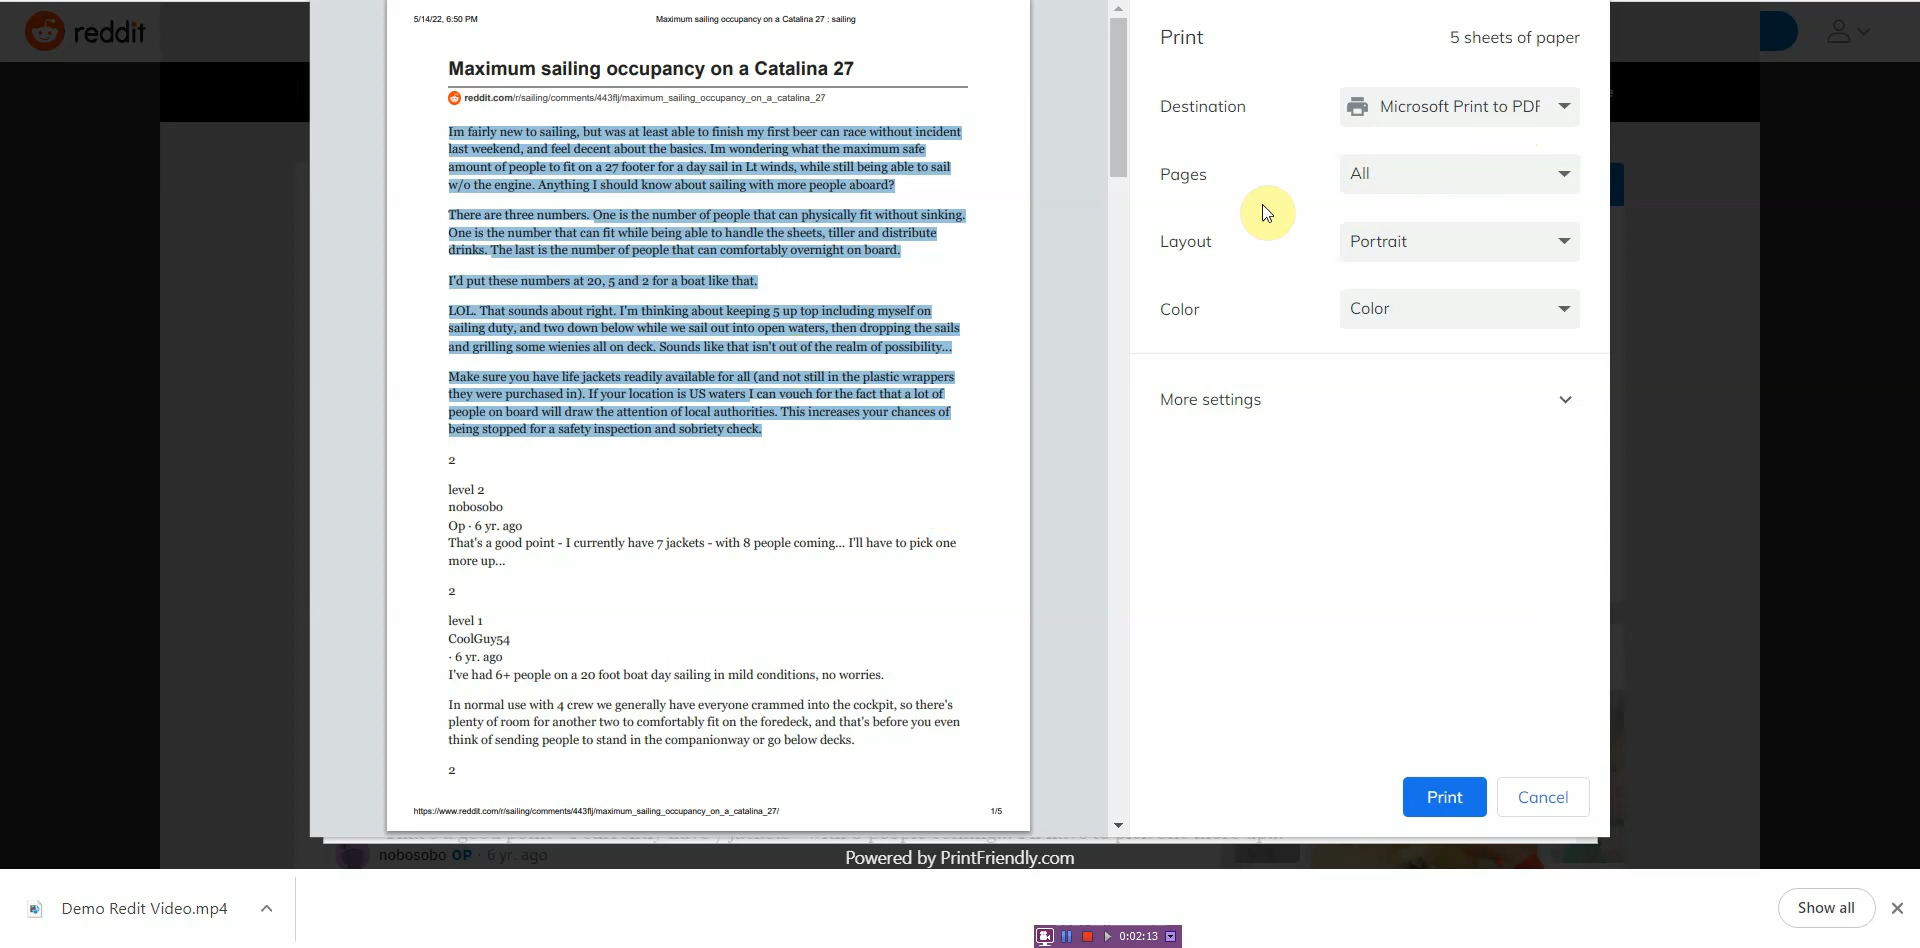 reddit
5/14/22, 6:50 PM
Maximum sailing occupancy on a Catalina 27 : sailing
Maximum sailing occupancy on a Catalina 27
reddit.com/r/sailing/comments/443flj/maximum_sailing_occupancy_on_a_catalina_27
Im fairly new to sailing, but was at least able to finish my first beer can race without incident
last weekend, and feel decent about the basics. Im wondering what the maximum safe
amount of people to fit on a 27 footer for a day sail in Lt winds, while still being able to sail
w/o the engine. Anything I should know about sailing with more people aboard?
There are three numbers. One is the number of people that can physically fit without sinking.
One is the number that can fit while being able to handle the sheets, tiller and distribute
drinks. The last is the number of people that can comfortably overnight on board.
I'd put these numbers at 20, 5 and 2 for a boat like that.
LOL. That sounds about right. I'm thinking about keeping 5 up top including myself on
sailing duty, and two down below while we sail out into open waters, then dropping the sails
and grilling some wienies all on deck. Sounds like that isn't out of the realm of possibility...
Make sure you have life jackets readily available for all (and not still in the plastic wrappers
they were purchased in). If your location is US waters I can vouch for the fact that a lot of
people on board will draw the attention of local authorities. This increases your chances of
being stopped for a safety inspection and sobriety check.
2
level 2
nobosobo
Op · 6 yr. ago
That's a good point - I currently have 7 jackets - with 8 people coming... I'll have to pick one
more up...
2
level 1
CoolGuy54
· 6 yr. ago
I've had 6+ people on a 20 foot boat day sailing in mild conditions, no worries.
In normal use with 4 crew we generally have everyone crammed into the cockpit, so there's
plenty of room for another two to comfortably fit on the foredeck, and that's before you even
think of sending people to stand in the companionway or go below decks.
2
https://www.reddit.com/r/sailing/comments/443flj/maximum_sailing_occupancy_on_a_catalina_27/
1/5
Print
5 sheets of paper
Destination
Microsoft Print to PDF
Pages
All
Layout
Portrait
Color
Color
More settings
Print
Cancel
nobosobo OP · 6 yr. ago
Powered by PrintFriendly.com
Demo Redit Video.mp4
Show all
0:02:13